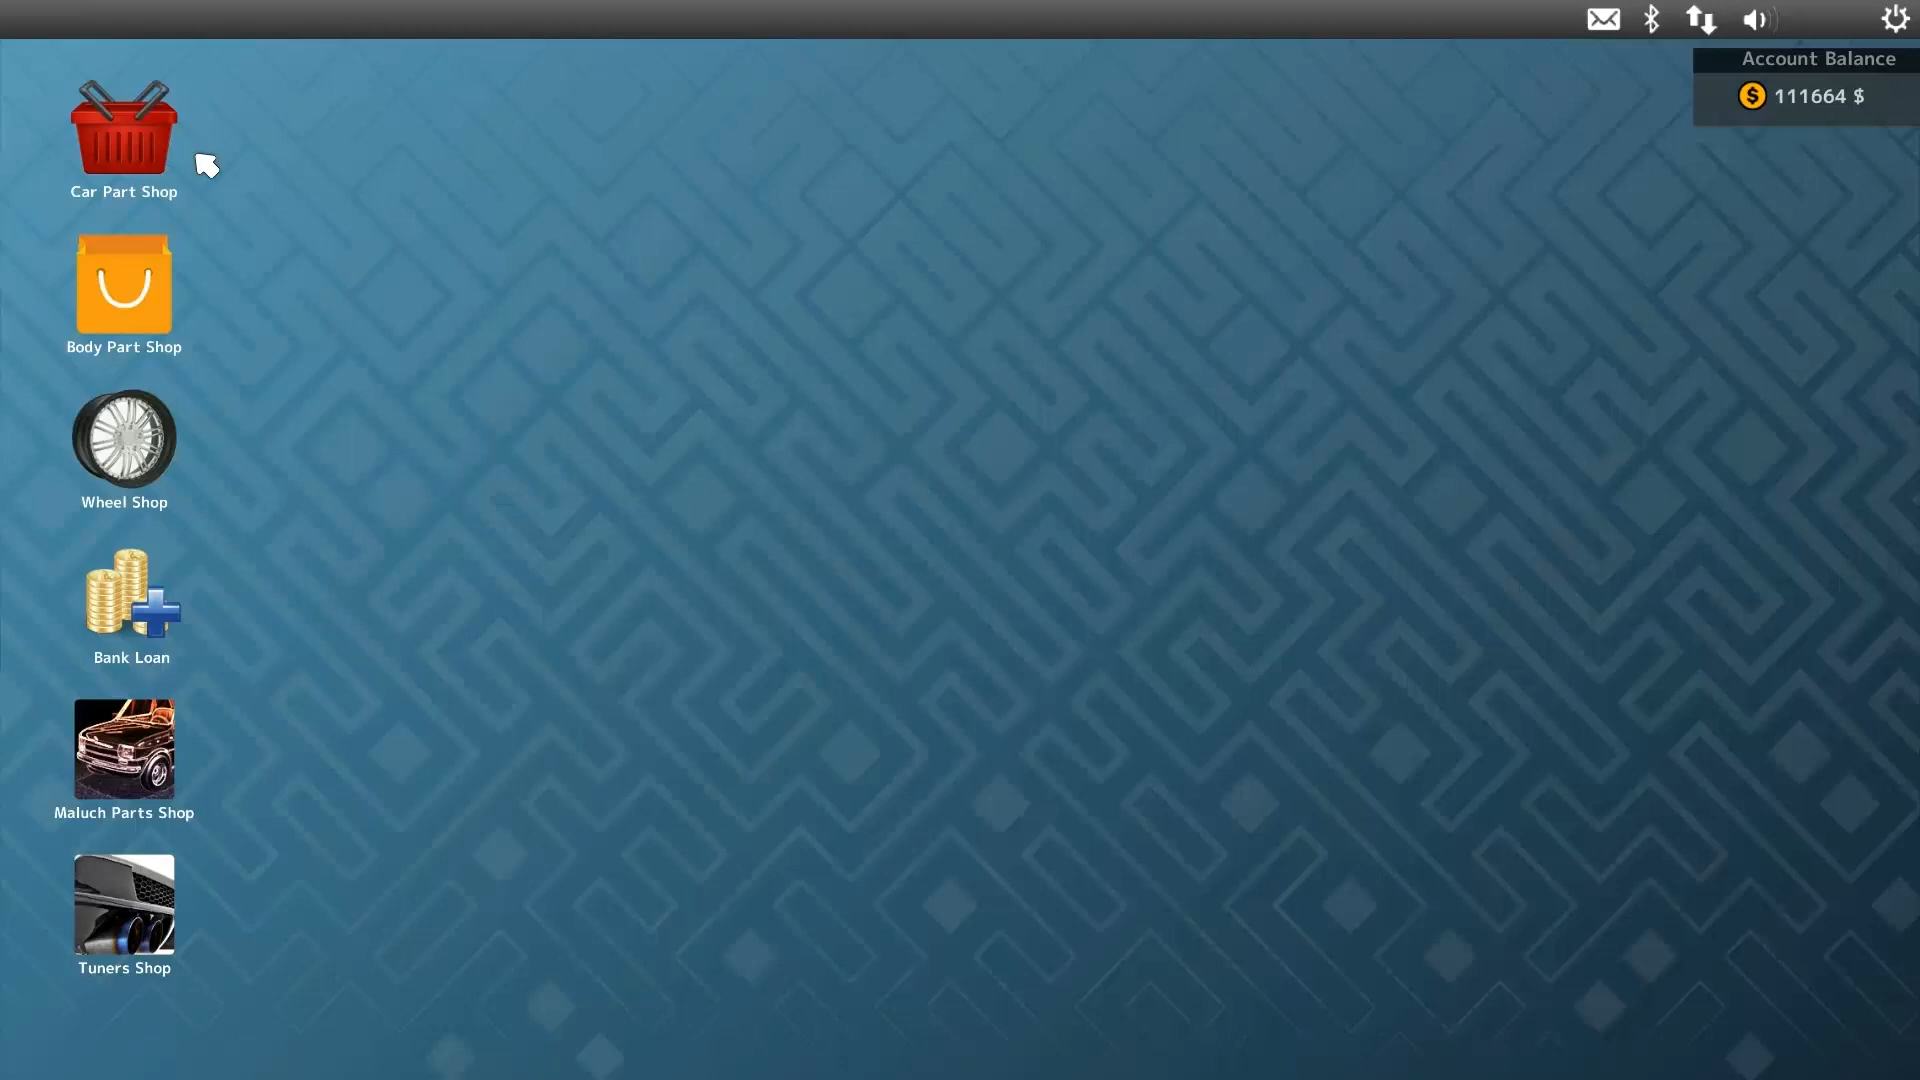 Account Balance
111664 $
Car Part Shop
Body Part Shop
Wheel Shop
Bank Loan
Maluch Parts Shop
Tuners Shop